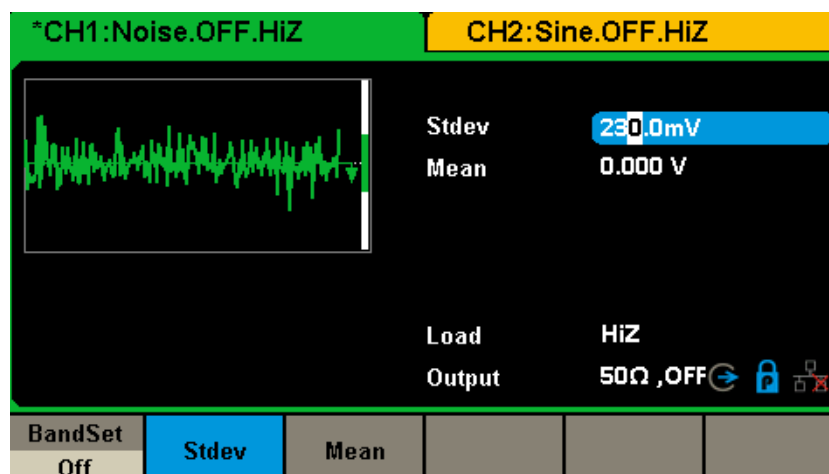 *CH1:Noise.OFF.HiZ
CH2:Sine.OFF.HiZ
Stdev 230.0mV
Mean 0.000 V
Load HiZ
Output 50Ω ,OFF
P
BandSet
Off
Stdev
Mean